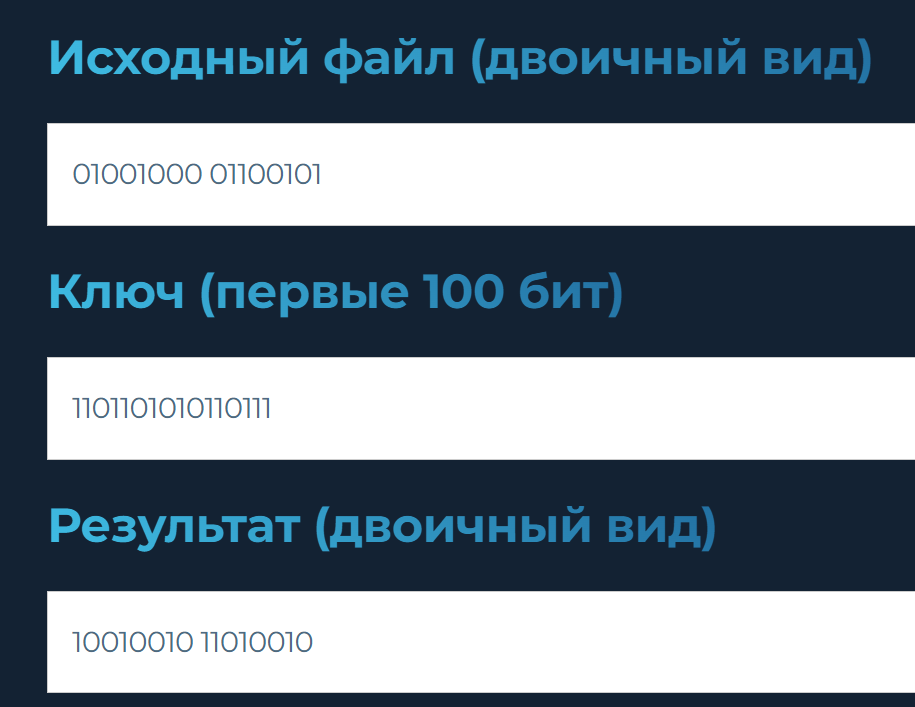 Исходный файл (двоичный вид)
01001000 01100101
Ключ (первые 100 бит)
1101101010110111
Результат (двоичный вид)
10010010 11010010